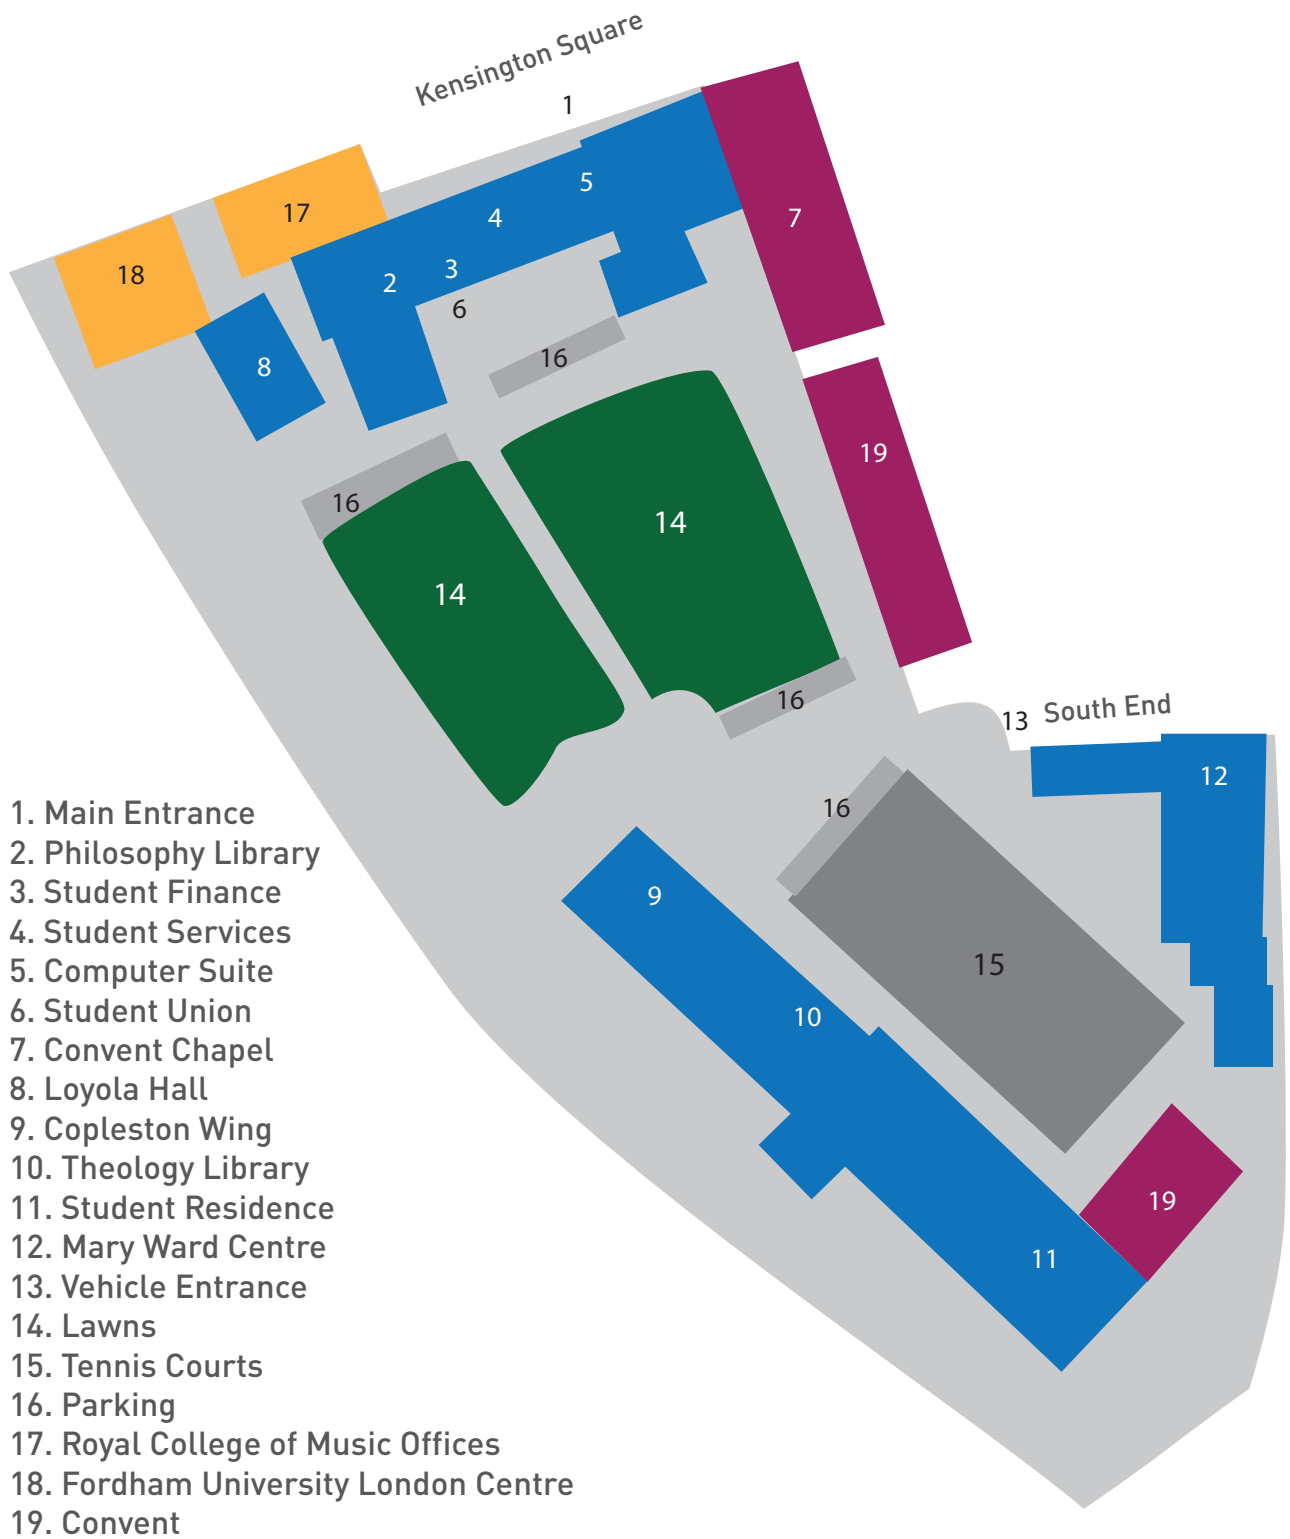 Kensington Square
1
5
17
4
7
18
3
2
6
16
8
19
16
14
14
16
13 South End
12
16
9
15
10
19
11
1. Main Entrance
2. Philosophy Library
3. Student Finance
4. Student Services
5. Computer Suite
6. Student Union
7. Convent Chapel
8. Loyola Hall
9. Copleston Wing
10. Theology Library
11. Student Residence
12. Mary Ward Centre
13. Vehicle Entrance
14. Lawns
15. Tennis Courts
16. Parking
17. Royal College of Music Offices
18. Fordham University London Centre
19. Convent